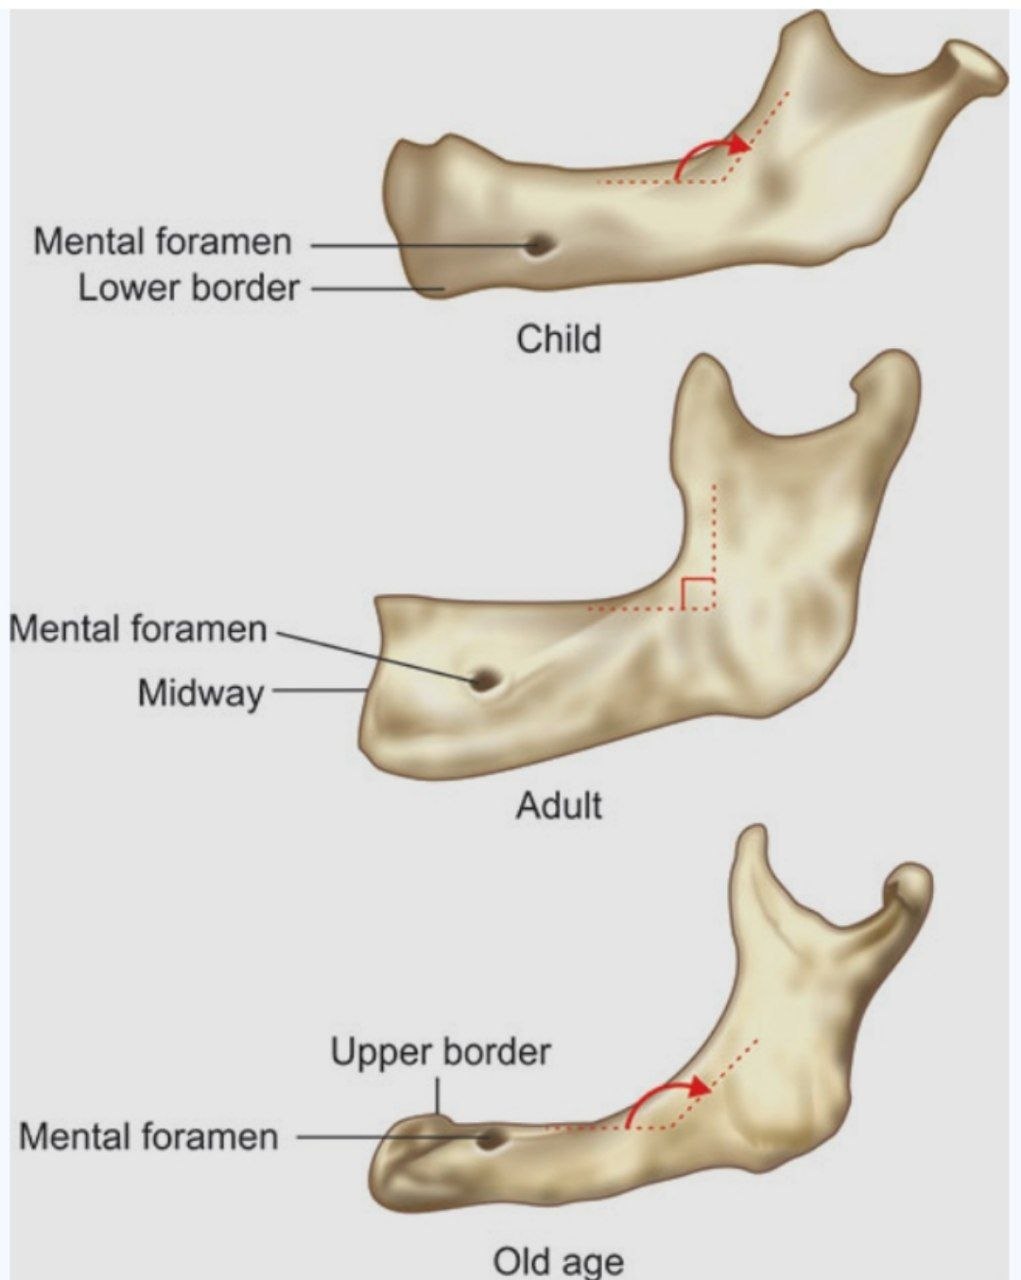 Mental foramen
Lower border
Child
Mental foramen
Midway
Adult
Upper border
Mental foramen
Old age